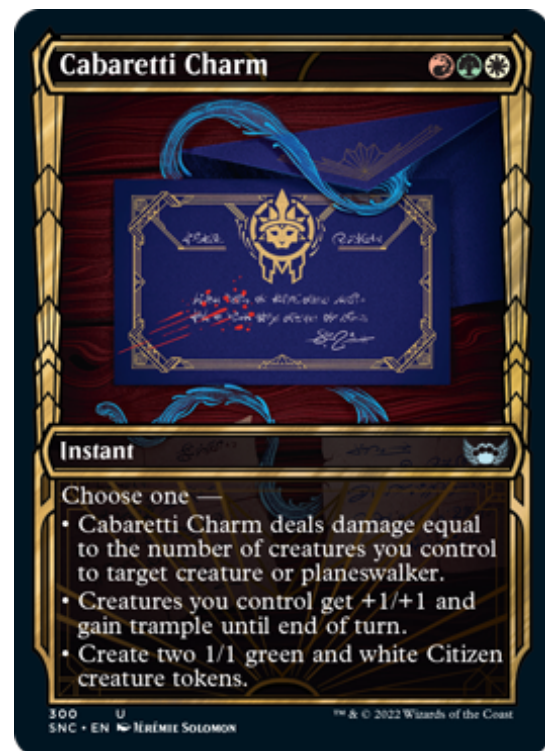 Cabaretti Charm
Instant
Choose one —
• Cabaretti Charm deals damage equal
to the number of creatures you control
to target creature or planeswalker.
• Creatures you control get +1/+1 and
gain trample until end of turn.
• Create two 1/1 green and white Citizen
creature tokens.
300 U
SNC • EN JÉRÉMIE SOLOMON
™ & © 2022 Wizards of the Coast